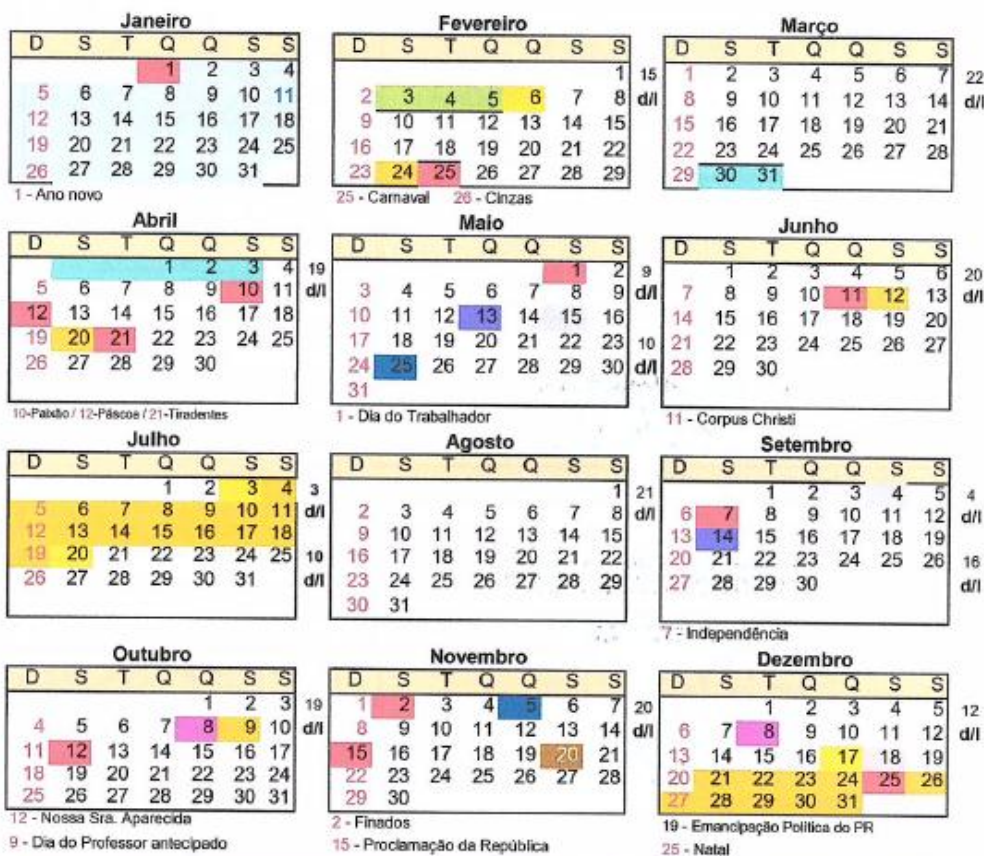 Janeiro
D S T Q Q S S
1 2 3 4
5 6 7 8 9 10 11
12 13 14 15 16 17 18
19 20 21 22 23 24 25
26 27 28 29 30 31
1 - Ano novo
Fevereiro
D S T Q Q S S
1 15
2 3 4 5 6 7 8 d/l
9 10 11 12 13 14 15
16 17 18 19 20 21 22
23 24 25 26 27 28 29
25 - Carnaval 26 - Cinzas
Março
D S T Q Q S S
1 2 3 4 5 6 7 22
8 9 10 11 12 13 14 d/l
15 16 17 18 19 20 21
22 23 24 25 26 27 28
29 30 31
Abril
D S T Q Q S S
1 2 3 4 19
5 6 7 8 9 10 11 d/l
12 13 14 15 16 17 18
19 20 21 22 23 24 25
26 27 28 29 30
10-Paixão / 12-Páscoa / 21-Tiradentes
Maio
D S T Q Q S S
1 2 9
3 4 5 6 7 8 9 d/l
10 11 12 13 14 15 16
17 18 19 20 21 22 23 10
24 25 26 27 28 29 30 d/l
31
1 - Dia do Trabalhador
Junho
D S T Q Q S S
1 2 3 4 5 6 20
7 8 9 10 11 12 13 d/l
14 15 16 17 18 19 20
21 22 23 24 25 26 27
28 29 30
11 - Corpus Christi
Julho
D S T Q Q S S
1 2 3 4 3
5 6 7 8 9 10 11 d/l
12 13 14 15 16 17 18
19 20 21 22 23 24 25 10
26 27 28 29 30 31 d/l
Agosto
D S T Q Q S S
1 21
2 3 4 5 6 7 8 d/l
9 10 11 12 13 14 15
16 17 18 19 20 21 22
23 24 25 26 27 28 29
30 31
Setembro
D S T Q Q S S
1 2 3 4 5 4
6 7 8 9 10 11 12 d/l
13 14 15 16 17 18 19
20 21 22 23 24 25 26 16
27 28 29 30 d/l
7 - Independência
Outubro
D S T Q Q S S
1 2 3 19
4 5 6 7 8 9 10 d/l
11 12 13 14 15 16 17
18 19 20 21 22 23 24
25 26 27 28 29 30 31
12 - Nossa Sra. Aparecida
9 - Dia do Professor antecipado
Novembro
D S T Q Q S S
1 2 3 4 5 6 7 20
8 9 10 11 12 13 14 d/l
15 16 17 18 19 20 21
22 23 24 25 26 27 28
29 30
2 - Finados
15 - Proclamação da República
Dezembro
D S T Q Q S S
1 2 3 4 5 12
6 7 8 9 10 11 12 d/l
13 14 15 16 17 18 19
20 21 22 23 24 25 26
27 28 29 30 31
19 - Emancipação Política do PR
25 - Natal